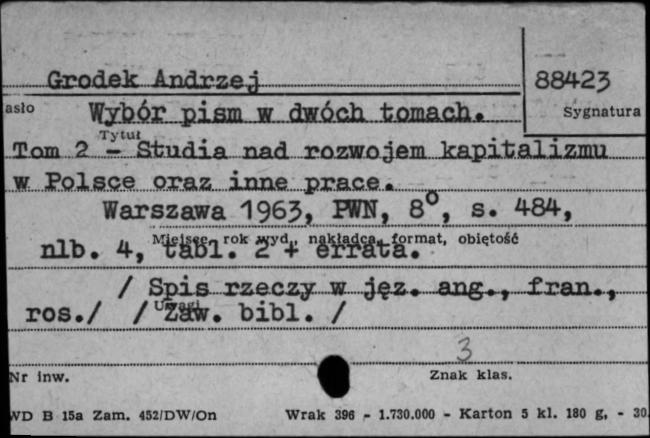 Grodek Andrzej
88423
asło
Wybór pism w dwóch tomach.
Sygnatura
Tytuł
Tom 2 - Studia nad rozwojem kapitalizmu
w Polsce oraz inne prace.
Warszawa 1963, PWN, 8°, s. 484,
Miejsce, rok wyd., nakładca, format, objętość
nlb. 4, tabl. 2 + errata.
/ Spis rzeczy w jęz. ang., fran.,
Uwagi
ros./ /Zaw. bibl. /
3
Nr inw.
Znak klas.
WD B 15a Zam. 452/DW/On Wrak 396 - 1.730.000 - Karton 5 kl. 180 g, - 30.